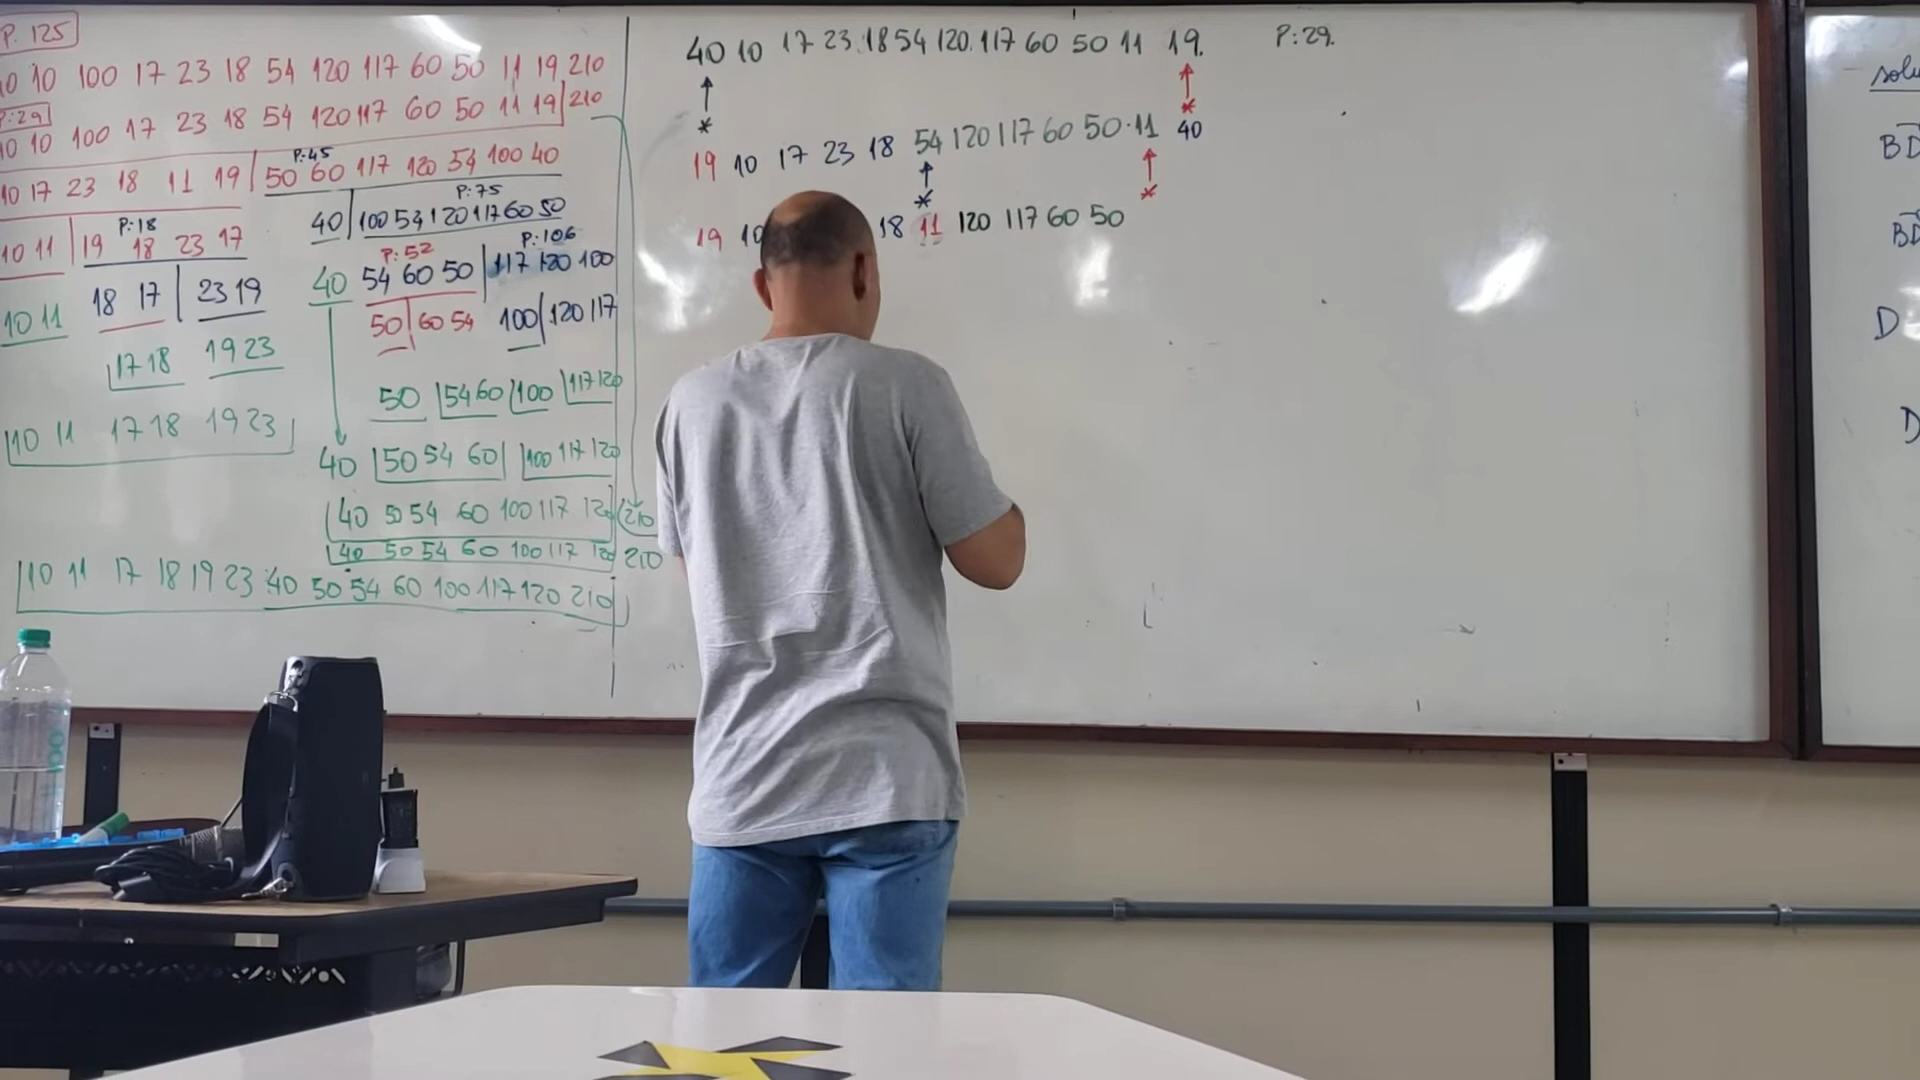 P. 125
10 100 17 23 18 54 120 117 60 50 11 19 210
P:29
10 10 100 17 23 18 54 120 117 60 50 11 19 | 210
P:45
10 17 23 18 11 19 | 50 60 117 120 54 100 40
P:75
40 | 100 54 120 117 60 50
P:18
10 11 | 19 18 23 17
P:52
P:106
40 54 60 50 | 117 120 100
18 17 | 23 19
10 11
50 | 60 54 100 | 120 117
17 18 19 23
50 | 54 60 | 100 | 117 120
10 11 17 18 19 23
40 | 50 54 60 | 100 117 120
40 50 54 60 100 117 120 210
40 50 54 60 100 117 120 210
10 11 17 18 19 23 40 50 54 60 100 117 120 210
40 10 17 23 18 54 120 117 60 50 11 19 P:29
* *
19 10 17 23 18 54 120 117 60 50 11 40
* *
19 10 18 11 120 117 60 50
solu
BD
BD
D
D